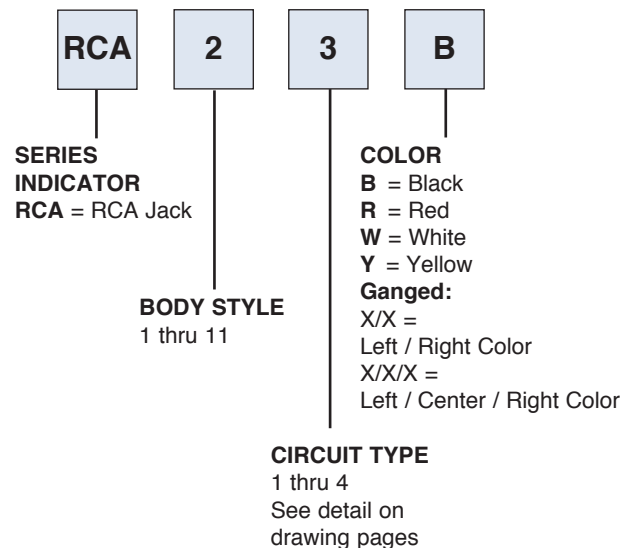 RCA 2 3 B
SERIES
INDICATOR
RCA = RCA Jack
BODY STYLE
1 thru 11
CIRCUIT TYPE
1 thru 4
See detail on
drawing pages
COLOR
B = Black
R = Red
W = White
Y = Yellow
Ganged:
X/X =
Left / Right Color
X/X/X =
Left / Center / Right Color